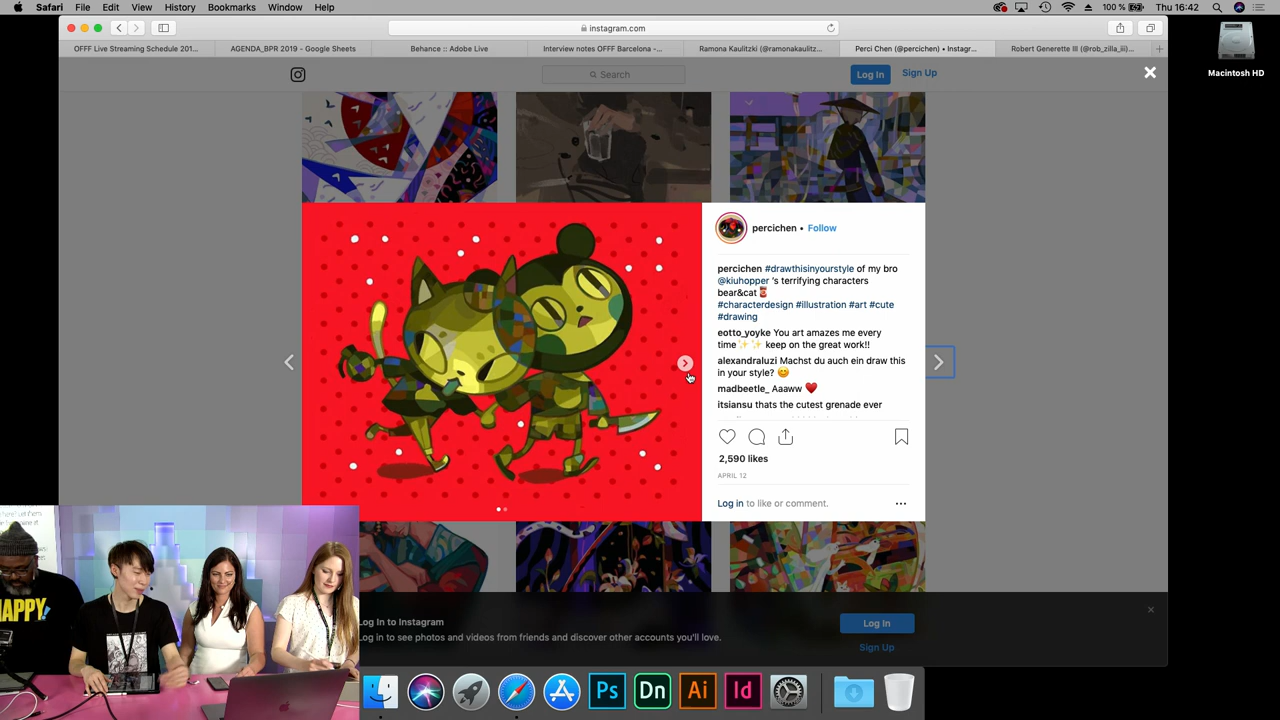 Safari File Edit View History Bookmarks Window Help
100 % Thu 16:42
instagram.com
OFFF Live Streaming Schedule 201...
AGENDA_BPR 2019 - Google Sheets
Behance :: Adobe Live
Interview notes OFFF Barcelona -...
Ramona Kaulitzki (@ramonakaulitz...
Perci Chen (@percichen) • Instagr...
Robert Generette III (@rob_zilla_iii)...
Macintosh HD
Search
Log In
Sign Up
percichen • Follow
percichen #drawthisinyourstyle of my bro
@kiuhopper 's terrifying characters
bear&cat
#characterdesign #illustration #art #cute
#drawing
eotto_yoyke You art amazes me every
time✨✨ keep on the great work!!
alexandraluzi Machst du auch ein draw this
in your style? 😊
madbeetle_ Aaaww ♥️
itsiansu thats the cutest grenade ever
2,590 likes
APRIL 12
Log in to like or comment.
Log In to Instagram
Log in to see photos and videos from friends and discover other accounts you'll love.
Log In
Sign Up
HAPPY!
Ps
Dn
Ai
Id